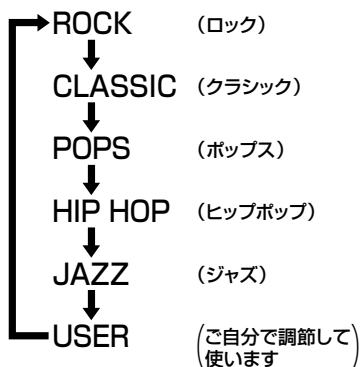 ROCK (ロック)
CLASSIC (クラシック)
POPS (ポップス)
HIP HOP (ヒップポップ)
JAZZ (ジャズ)
USER (ご自分で調節して
使います)